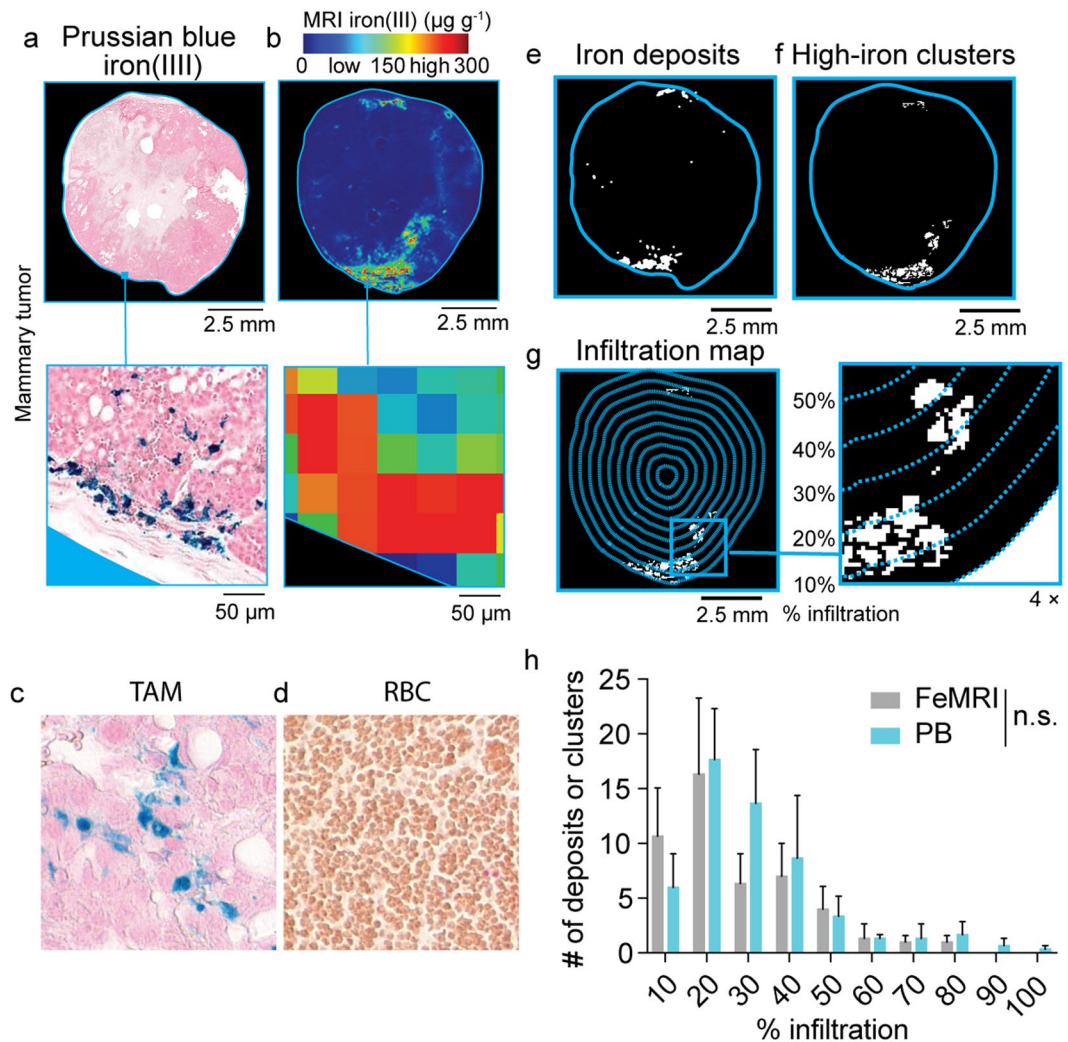 a
Prussian blue
iron(IIII)
b
MRI iron(III) (µg g⁻¹)
0 low 150 high 300
e
Iron deposits
f High-iron clusters
Mammary tumor
2.5 mm
2.5 mm
2.5 mm
2.5 mm
g
Infiltration map
50%
40%
30%
20%
10%
50 µm
50 µm
2.5 mm
% infiltration
4 ×
c
TAM
d
RBC
h
# of deposits or clusters
25
20
15
10
5
0
FeMRI
PB
n.s.
10 20 30 40 50 60 70 80 90 100
% infiltration